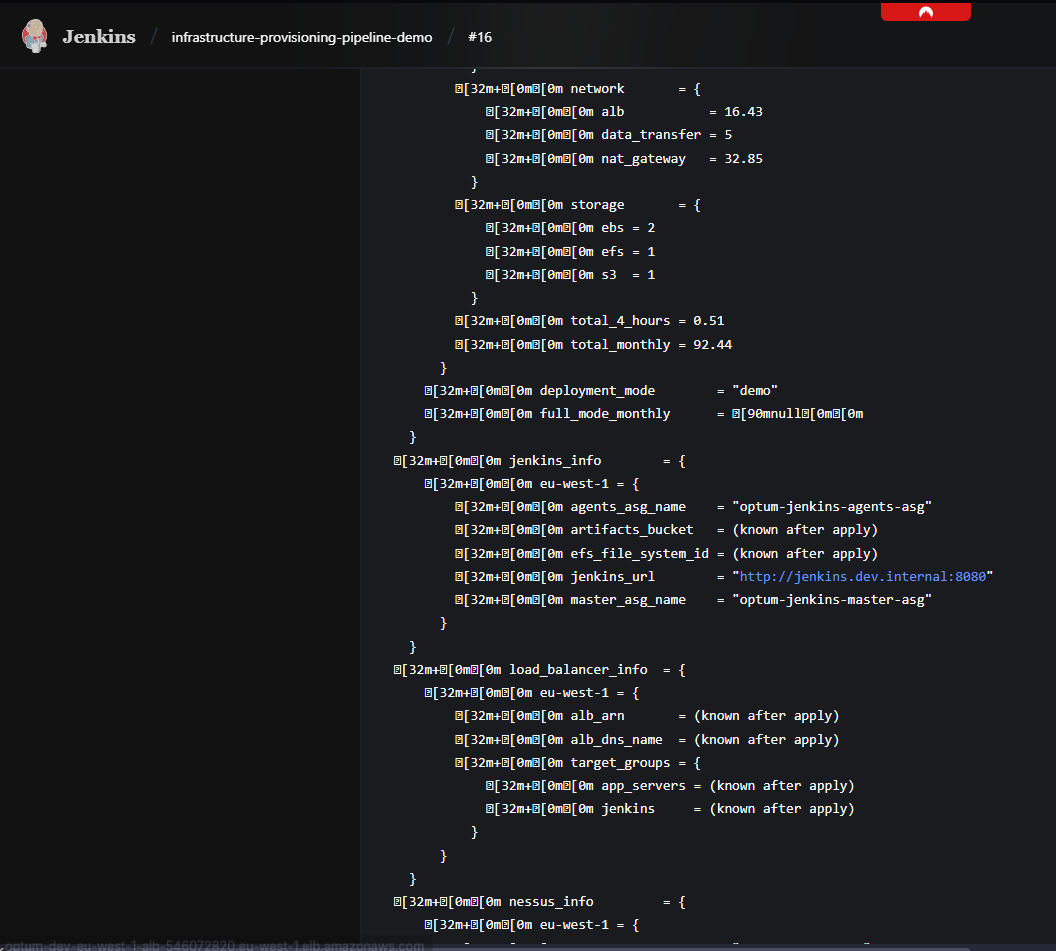 Jenkins / infrastructure-provisioning-pipeline-demo / #16
}
�[32m+�[0m�[0m network       = {
�[32m+�[0m�[0m alb           = 16.43
�[32m+�[0m�[0m data_transfer = 5
�[32m+�[0m�[0m nat_gateway   = 32.85
}
�[32m+�[0m�[0m storage       = {
�[32m+�[0m�[0m ebs = 2
�[32m+�[0m�[0m efs = 1
�[32m+�[0m�[0m s3  = 1
}
�[32m+�[0m�[0m total_4_hours = 0.51
�[32m+�[0m�[0m total_monthly = 92.44
}
�[32m+�[0m�[0m deployment_mode        = "demo"
�[32m+�[0m�[0m full_mode_monthly      = �[90mnull�[0m�[0m
}
�[32m+�[0m�[0m jenkins_info        = {
�[32m+�[0m�[0m eu-west-1 = {
�[32m+�[0m�[0m agents_asg_name    = "optum-jenkins-agents-asg"
�[32m+�[0m�[0m artifacts_bucket   = (known after apply)
�[32m+�[0m�[0m efs_file_system_id = (known after apply)
�[32m+�[0m�[0m jenkins_url        = "http://jenkins.dev.internal:8080"
�[32m+�[0m�[0m master_asg_name    = "optum-jenkins-master-asg"
}
}
�[32m+�[0m�[0m load_balancer_info  = {
�[32m+�[0m�[0m eu-west-1 = {
�[32m+�[0m�[0m alb_arn       = (known after apply)
�[32m+�[0m�[0m alb_dns_name  = (known after apply)
�[32m+�[0m�[0m target_groups = {
�[32m+�[0m�[0m app_servers = (known after apply)
�[32m+�[0m�[0m jenkins     = (known after apply)
}
}
}
�[32m+�[0m�[0m nessus_info         = {
�[32m+�[0m�[0m eu-west-1 = {
optum-dev-eu-west-1-alb-546072820.eu-west-1.elb.amazonaws.com